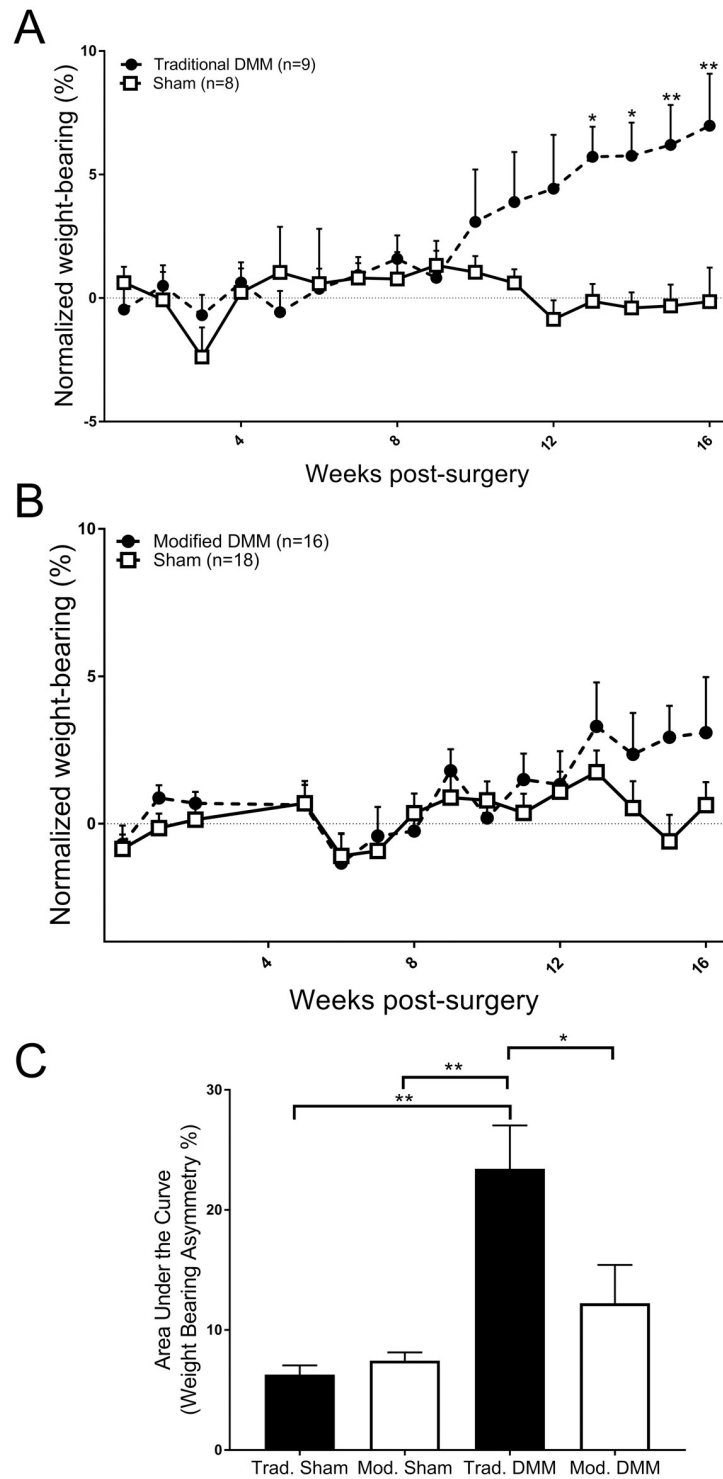 A
10
5
0
-5
Normalized weight-bearing (%)
Traditional DMM (n=9)
Sham (n=8)
* * ** **
4 8 12 16
Weeks post-surgery
B
10
5
0
Normalized weight-bearing (%)
Modified DMM (n=16)
Sham (n=18)
4 8 12 16
Weeks post-surgery
C
30
20
10
0
Area Under the Curve
(Weight Bearing Asymmetry %)
*
**
**
Trad. Sham Mod. Sham Trad. DMM Mod. DMM